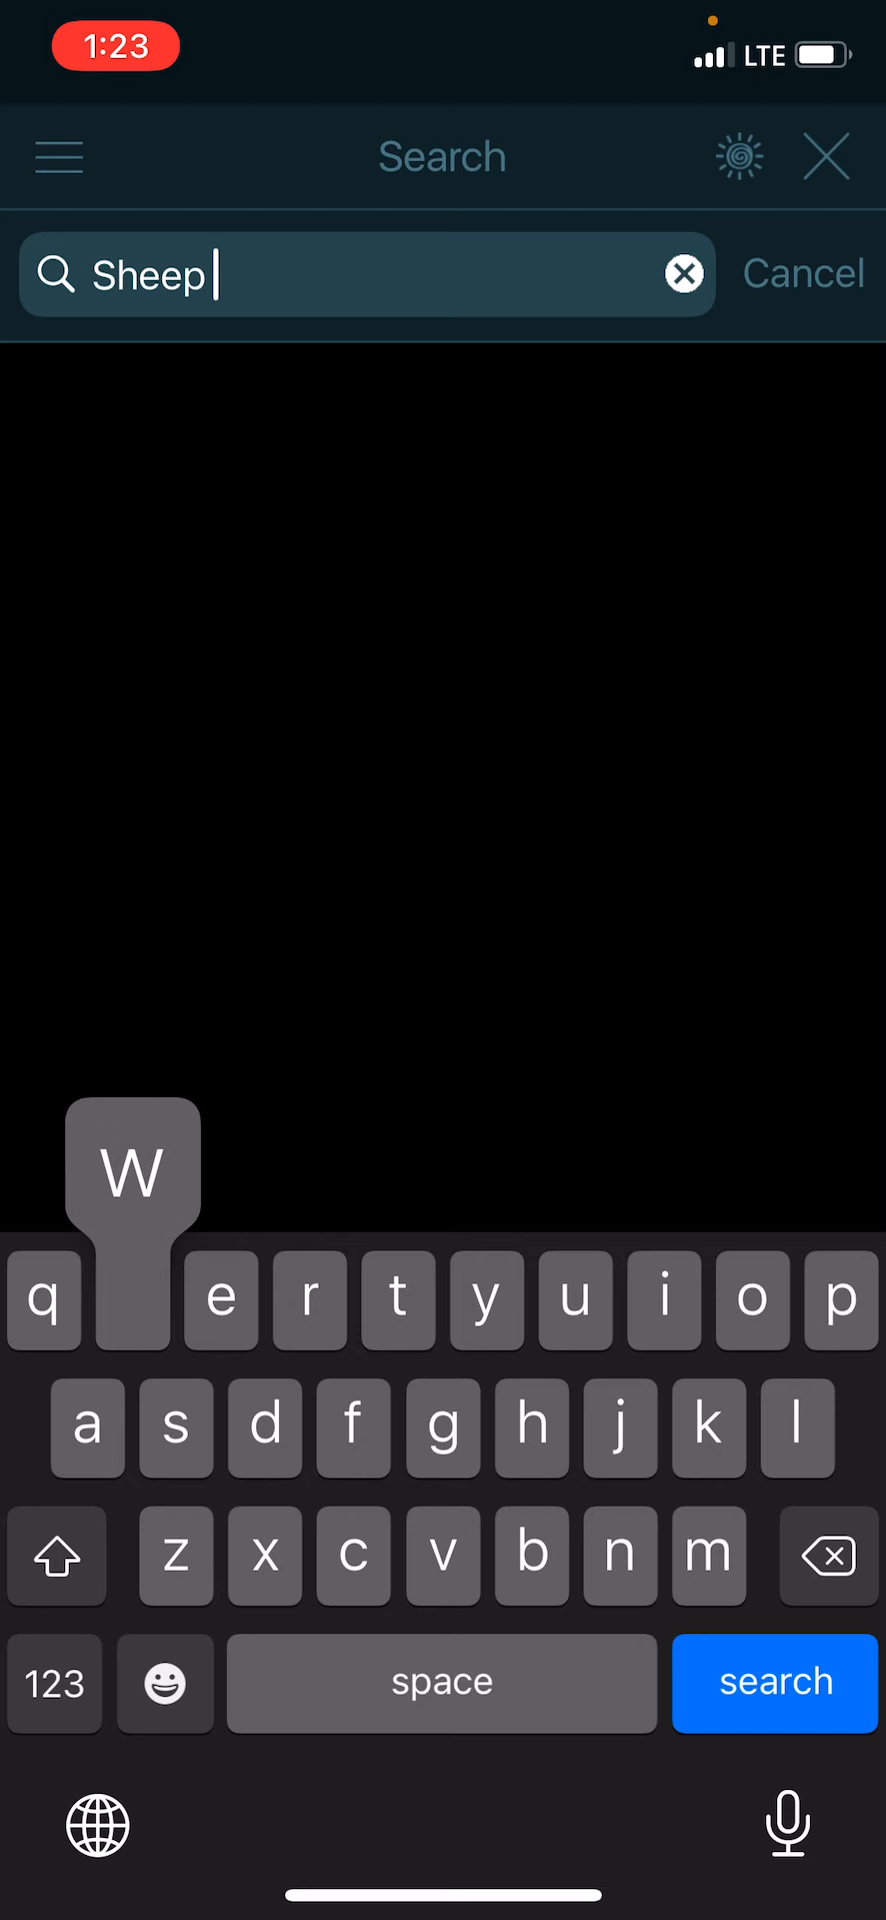 1:23
LTE
Search
Sheep
Cancel
W
q e r t y u i o p
a s d f g h j k l
z x c v b n m
123 space search